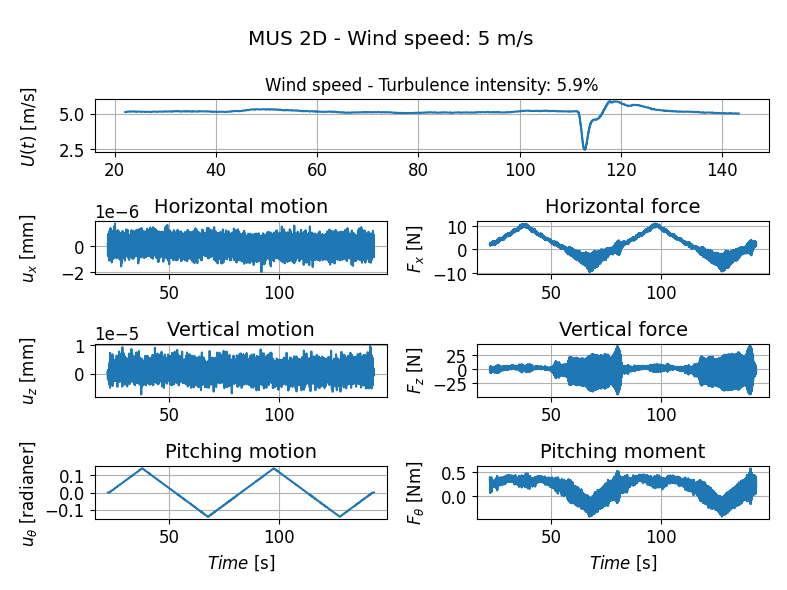 MUS 2D - Wind speed: 5 m/s
Wind speed - Turbulence intensity: 5.9%
U(t) [m/s]
5.0
2.5
20 40 60 80 100 120 140
Horizontal motion
1e−6
u_x [mm]
0
−2
50 100
Horizontal force
F_x [N]
10
0
−10
50 100
Vertical motion
1e−5
u_z [mm]
1
0
50 100
Vertical force
F_z [N]
25
0
−25
50 100
Pitching motion
u_θ [radianer]
0.1
0.0
−0.1
50 100
Time [s]
Pitching moment
F_θ [Nm]
0.5
0.0
50 100
Time [s]